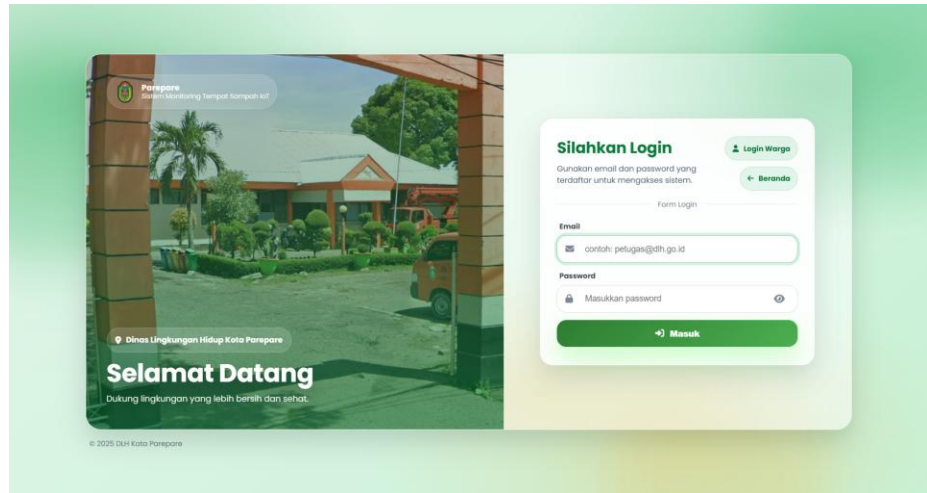 Parepare
Sistem Monitoring Tempat Sampah IoT
Dinas Lingkungan Hidup Kota Parepare
Selamat Datang
Dukung lingkungan yang lebih bersih dan sehat.
© 2025 DLH Kota Parepare
Silahkan Login
Login Warga
Gunakan email dan password yang
terdaftar untuk mengakses sistem.
← Beranda
Form Login
Email
contoh: petugas@dlh.go.id
Password
Masukkan password
Masuk